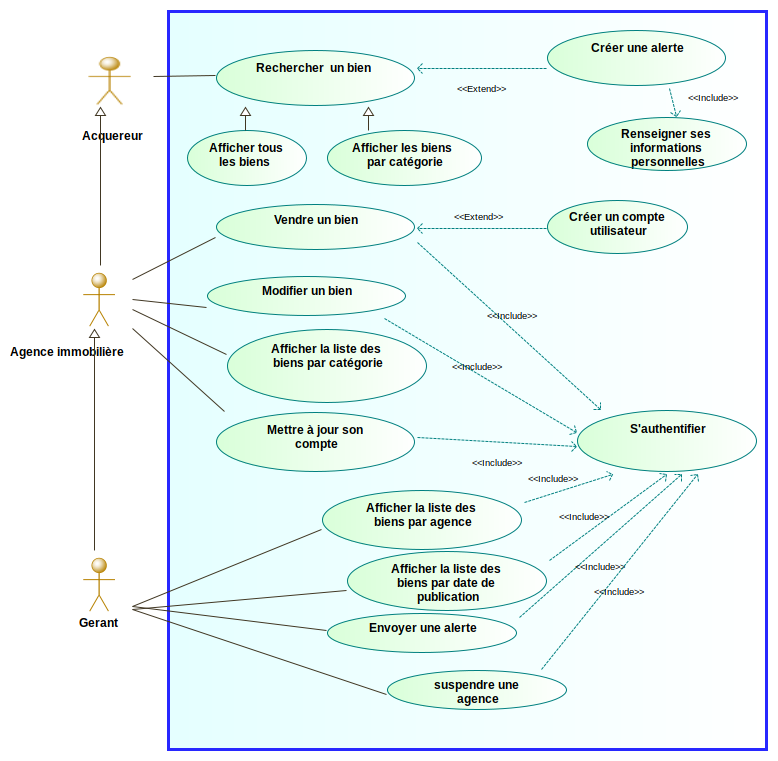 Créer une alerte
Rechercher un bien
<<Extend>>
<<Include>>
Acquereur
Renseigner ses
informations
personnelles
Afficher tous
les biens
Afficher les biens
par catégorie
Vendre un bien
<<Extend>>
Créer un compte
utilisateur
Modifier un bien
<<Include>>
Agence immobilière
Afficher la liste des
biens par catégorie
<<Include>>
Mettre à jour son
compte
S'authentifier
<<Include>>
<<Include>>
Afficher la liste des
biens par agence
<<Include>>
Afficher la liste des
biens par date de
publication
<<Include>>
<<Include>>
Gerant
Envoyer une alerte
suspendre une
agence